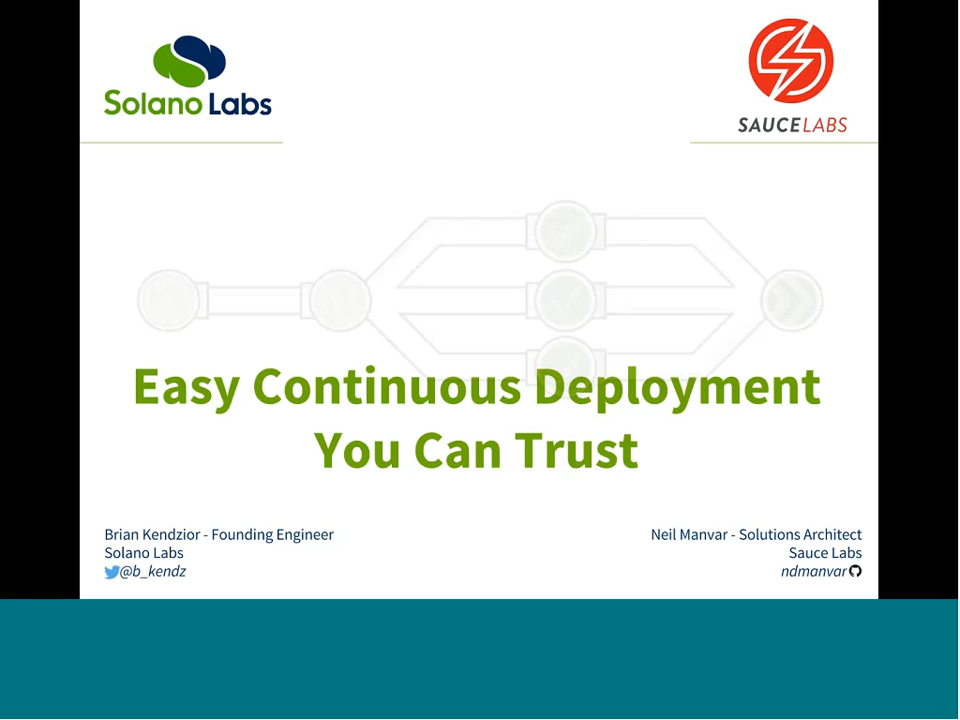 Solano Labs
SAUCELABS
Easy Continuous Deployment
You Can Trust
Brian Kendzior - Founding Engineer
Solano Labs
@b_kendz
Neil Manvar - Solutions Architect
Sauce Labs
ndmanvar